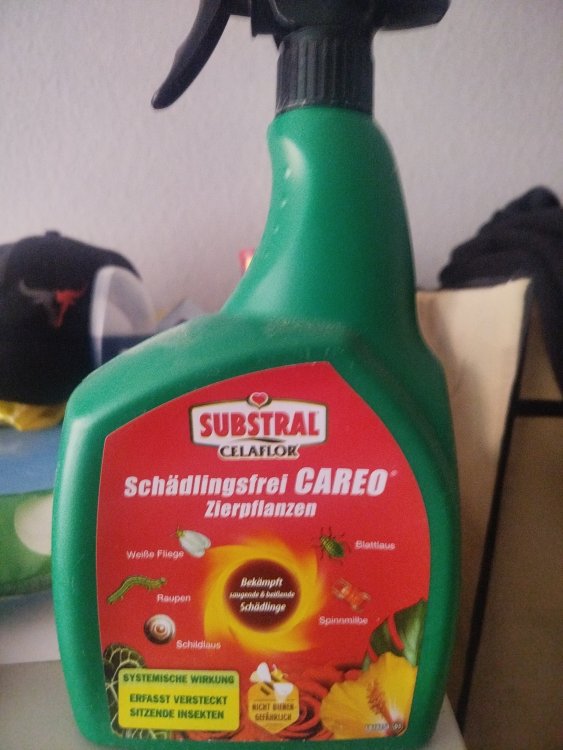 SUBSTRAL
CELAFLOR
Schädlingsfrei CAREO®
Zierpflanzen
Weiße Fliege
Blattlaus
Bekämpft
saugende & beißende
Schädlinge
Raupen
Spinnmilbe
Schildlaus
SYSTEMISCHE WIRKUNG
ERFASST VERSTECKT
SITZENDE INSEKTEN
NICHT BIENEN-
GEFÄHRLICH